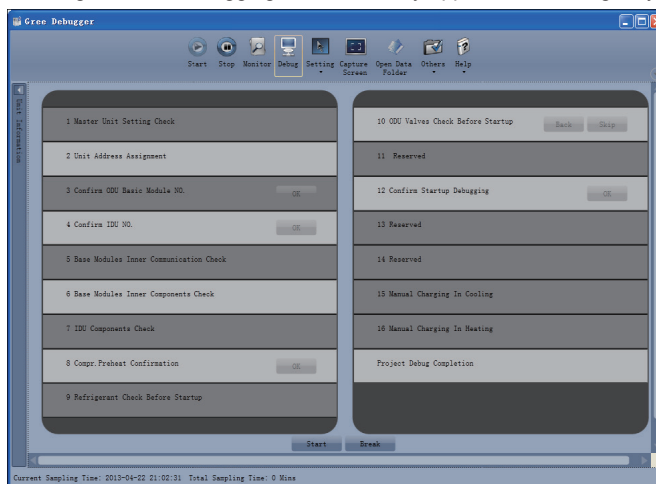 Gree Debugger
Start Stop Monitor Debug Setting Capture Screen Open Data Folder Others Help
Unit Information
1 Master Unit Setting Check
2 Unit Address Assignment
3 Confirm ODU Basic Module NO. OK
4 Confirm IDU NO. OK
5 Base Modules Inner Communication Check
6 Base Modules Inner Components Check
7 IDU Components Check
8 Compr.Preheat Confirmation OK
9 Refrigerant Check Before Startup
10 ODU Valves Check Before Startup Back Skip
11 Reserved
12 Confirm Startup Debugging OK
13 Reserved
14 Reserved
15 Manual Charging In Cooling
16 Manual Charging In Heating
Project Debug Completion
Start Break
Current Sampling Time: 2013-04-22 21:02:31 Total Sampling Time: 0 Mins